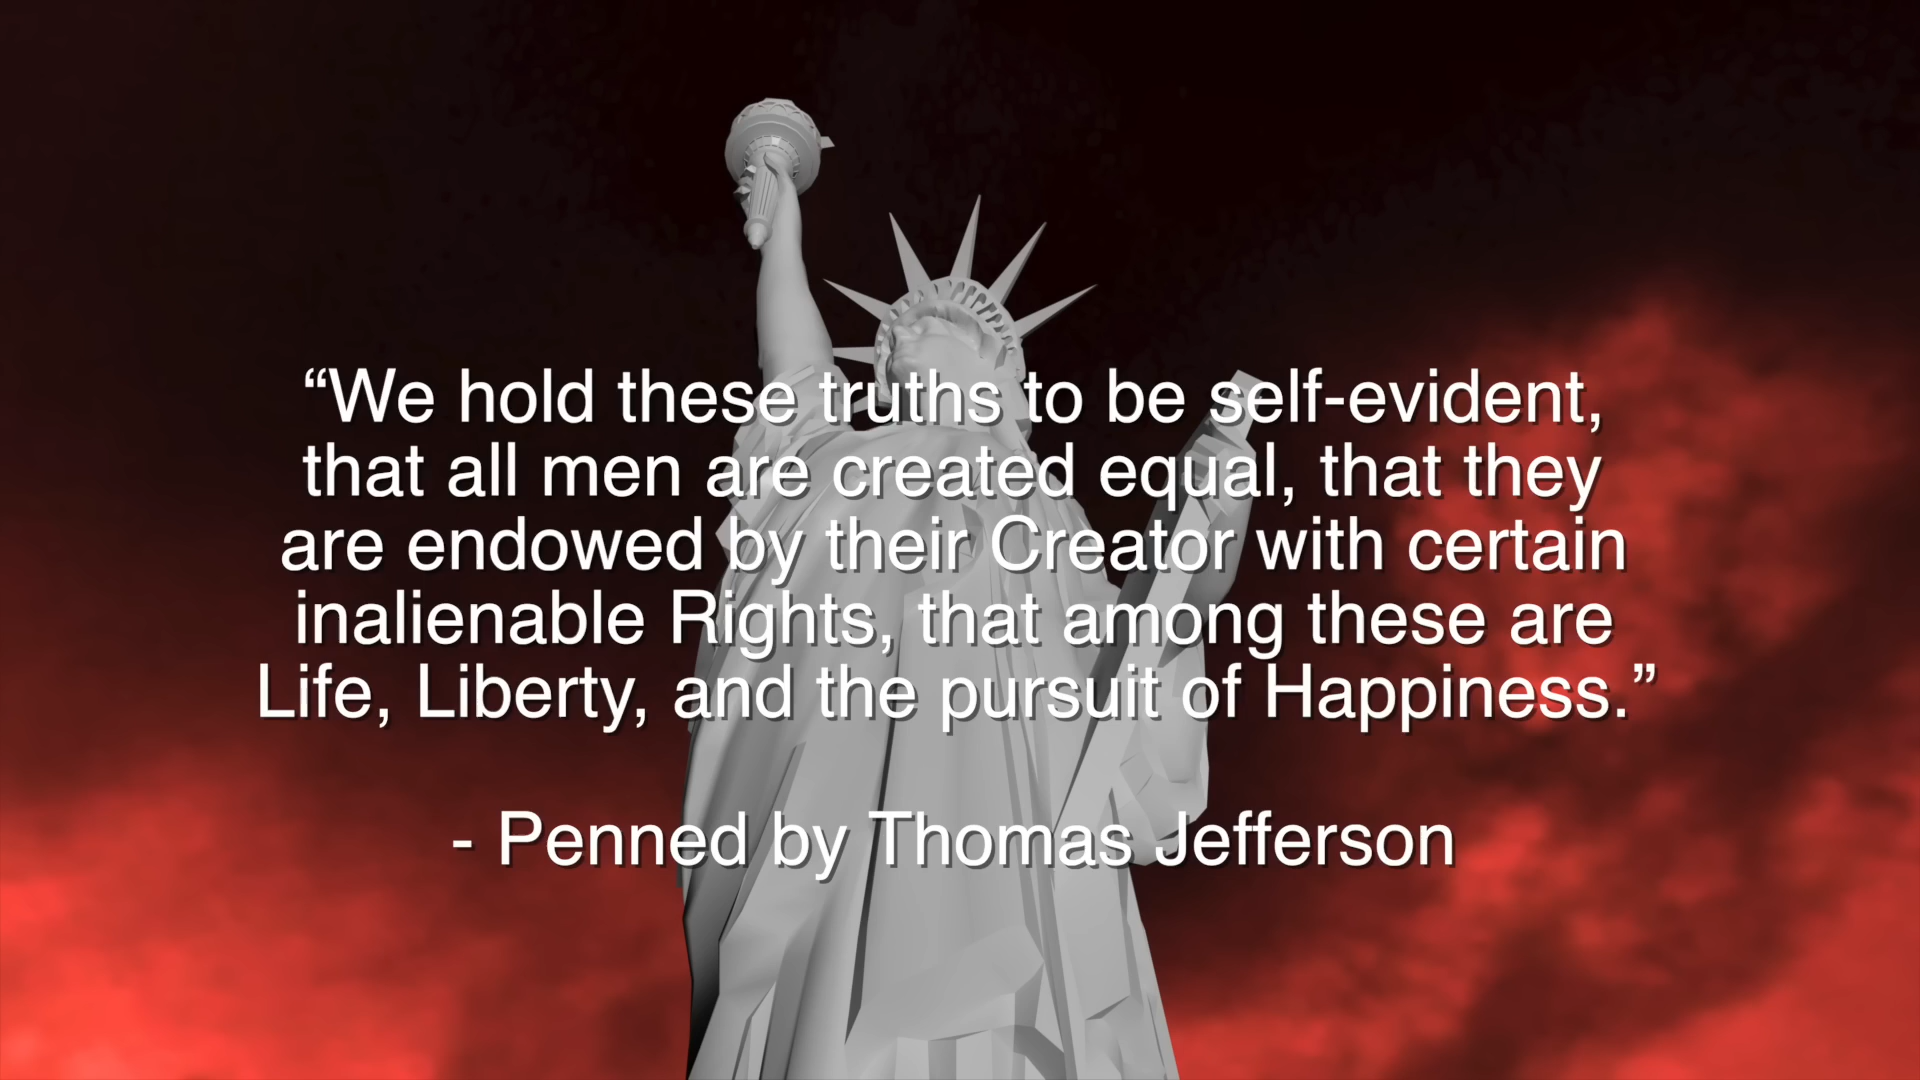 “We hold these truths to be self-evident,
that all men are created equal, that they
are endowed by their Creator with certain
inalienable Rights, that among these are
Life, Liberty, and the pursuit of Happiness.”
- Penned by Thomas Jefferson